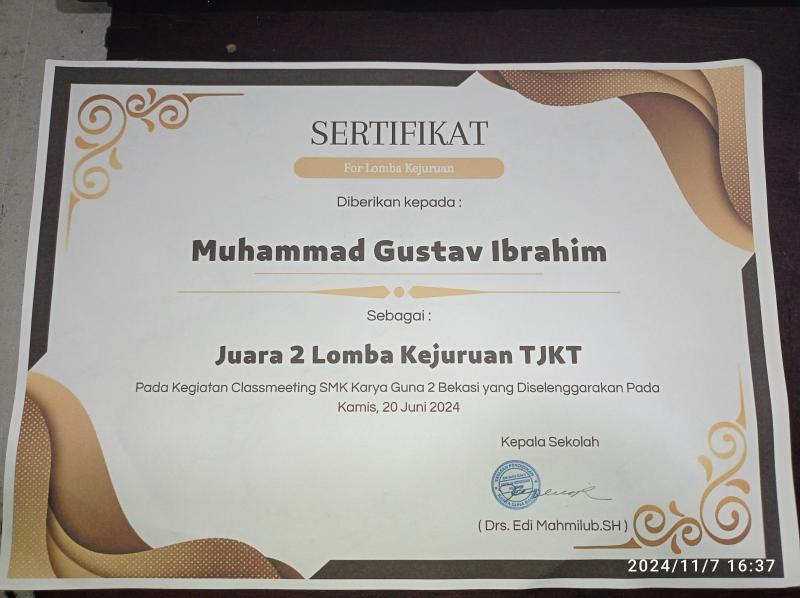 SERTIFIKAT
For Lomba Kejuruan
Diberikan kepada :
Muhammad Gustav Ibrahim
Sebagai :
Juara 2 Lomba Kejuruan TJKT
Pada Kegiatan Classmeeting SMK Karya Guna 2 Bekasi yang Diselenggarakan Pada
Kamis, 20 Juni 2024
Kepala Sekolah
( Drs. Edi Mahmilub.SH )
2024/11/7 16:37